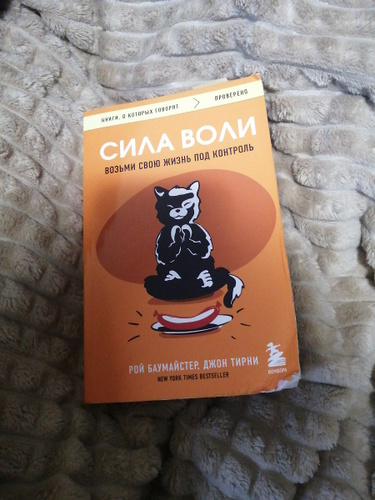 КНИГИ, О КОТОРЫХ ГОВОРЯТ > ПРОВЕРЕНО
СИЛА ВОЛИ
ВОЗЬМИ СВОЮ ЖИЗНЬ ПОД КОНТРОЛЬ
РОЙ БАУМАЙСТЕР, ДЖОН ТИРНИ
NEW YORK TIMES BESTSELLER
БОМБОРА